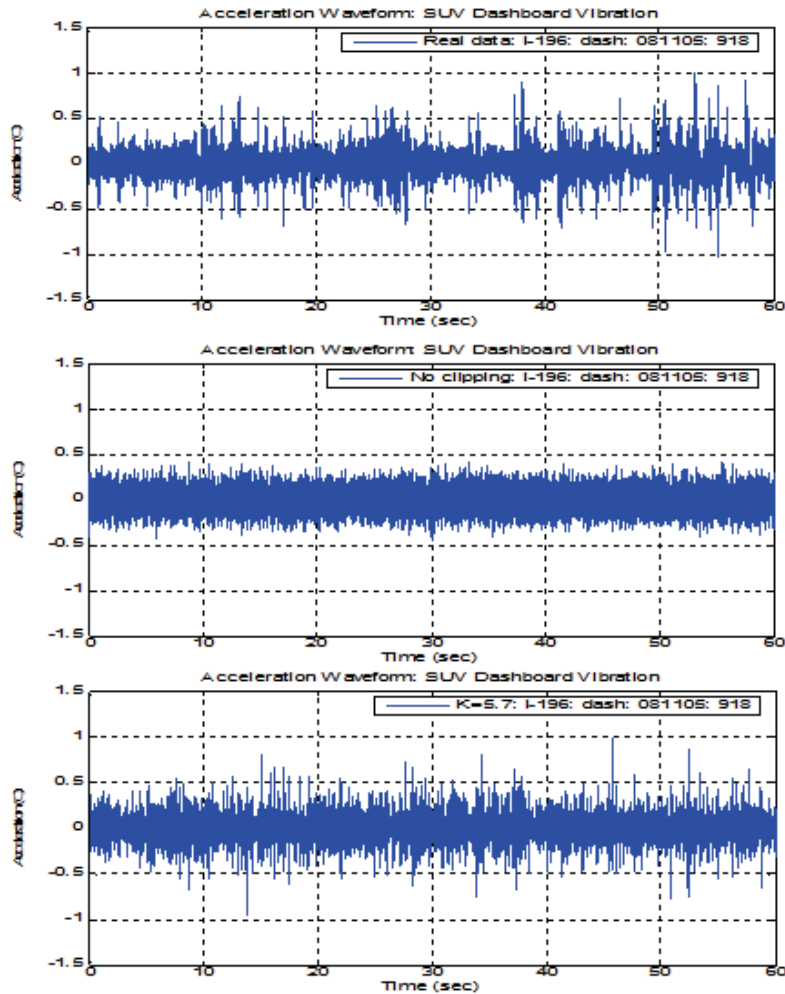 Acceleration Waveform: SUV Dashboard Vibration
Real data: I-196: dash: 081105: 918
1.5
1
0.5
0
-0.5
-1
-1.5
0 10 20 30 40 50 60
Time (sec)
Acceleration Waveform: SUV Dashboard Vibration
No clipping: I-196: dash: 081105: 918
1.5
1
0.5
0
-0.5
-1
-1.5
0 10 20 30 40 50 60
Time (sec)
Acceleration Waveform: SUV Dashboard Vibration
K=5.7: I-196: dash: 081105: 918
1.5
1
0.5
0
-0.5
-1
-1.5
0 10 20 30 40 50 60
Time (sec)